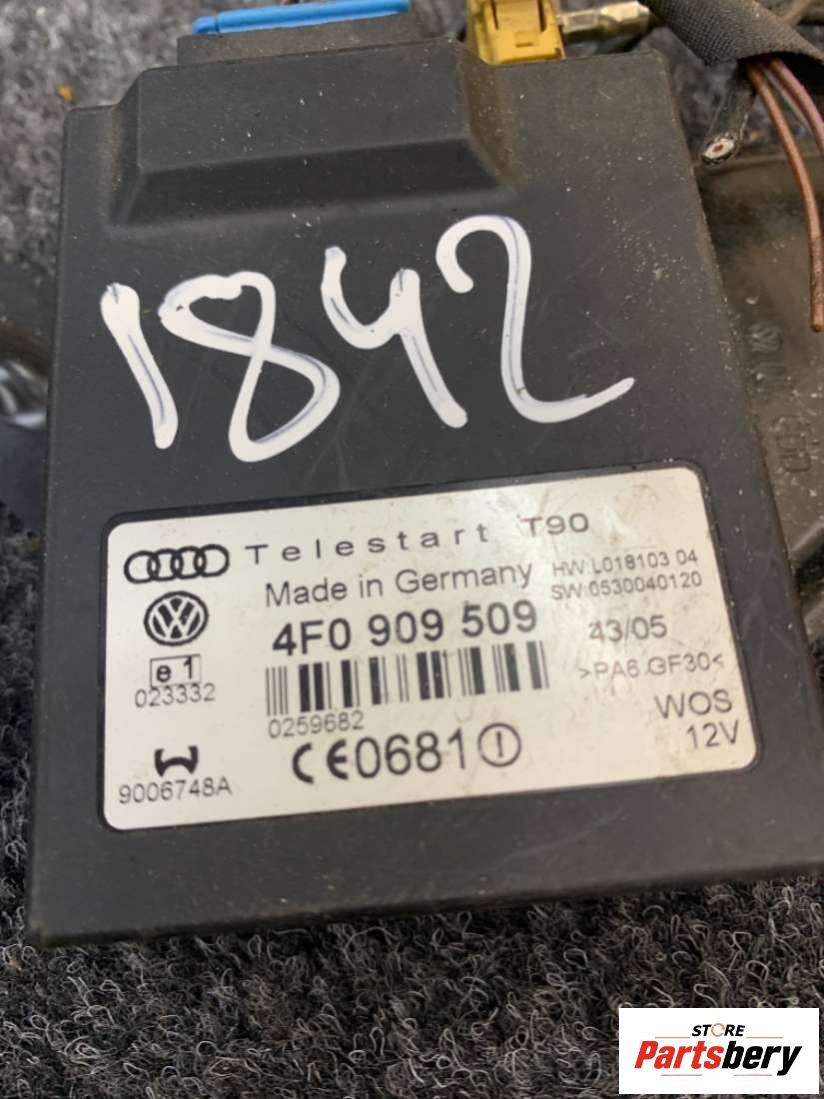 1842
Telestart T90
Made in Germany
HW:L018103 04
SW:0530040120
4F0 909 509
43/05
e1
023332
>PA6.GF30<
0259682
WOS
12V
CE0681
9006748A
STORE
Partsbery